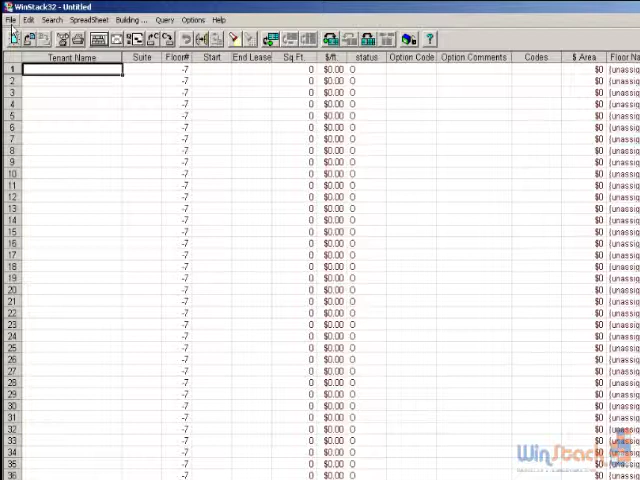 WinStack32 - Untitled
File Edit Search SpreadSheet Building ... Query Options Help
Tenant Name Suite Floor# Start End Lease Sq Ft. $/ft. status Option Code Option Comments Codes $ Area Floor Na
1 -7 0 $0.00 O $0 (unassig
2 -7 0 $0.00 O $0 (unassig
3 -7 0 $0.00 O $0 (unassig
4 -7 0 $0.00 O $0 (unassig
5 -7 0 $0.00 O $0 (unassig
6 -7 0 $0.00 O $0 (unassig
7 -7 0 $0.00 O $0 (unassig
8 -7 0 $0.00 O $0 (unassig
9 -7 0 $0.00 O $0 (unassig
10 -7 0 $0.00 O $0 (unassig
11 -7 0 $0.00 O $0 (unassig
12 -7 0 $0.00 O $0 (unassig
13 -7 0 $0.00 O $0 (unassig
14 -7 0 $0.00 O $0 (unassig
15 -7 0 $0.00 O $0 (unassig
16 -7 0 $0.00 O $0 (unassig
17 -7 0 $0.00 O $0 (unassig
18 -7 0 $0.00 O $0 (unassig
19 -7 0 $0.00 O $0 (unassig
20 -7 0 $0.00 O $0 (unassig
21 -7 0 $0.00 O $0 (unassig
22 -7 0 $0.00 O $0 (unassig
23 -7 0 $0.00 O $0 (unassig
24 -7 0 $0.00 O $0 (unassig
25 -7 0 $0.00 O $0 (unassig
26 -7 0 $0.00 O $0 (unassig
27 -7 0 $0.00 O $0 (unassig
28 -7 0 $0.00 O $0 (unassig
29 -7 0 $0.00 O $0 (unassig
30 -7 0 $0.00 O $0 (unassig
31 -7 0 $0.00 O $0 (unassig
32 -7 0 $0.00 O $0 (unassig
33 -7 0 $0.00 O $0 (unassig
34 -7 0 $0.00 O $0 (unassig
35 -7 0 $0.00 O $0 (unassig
36 -7 0 $0.00 O $0 (unassig
WinStack